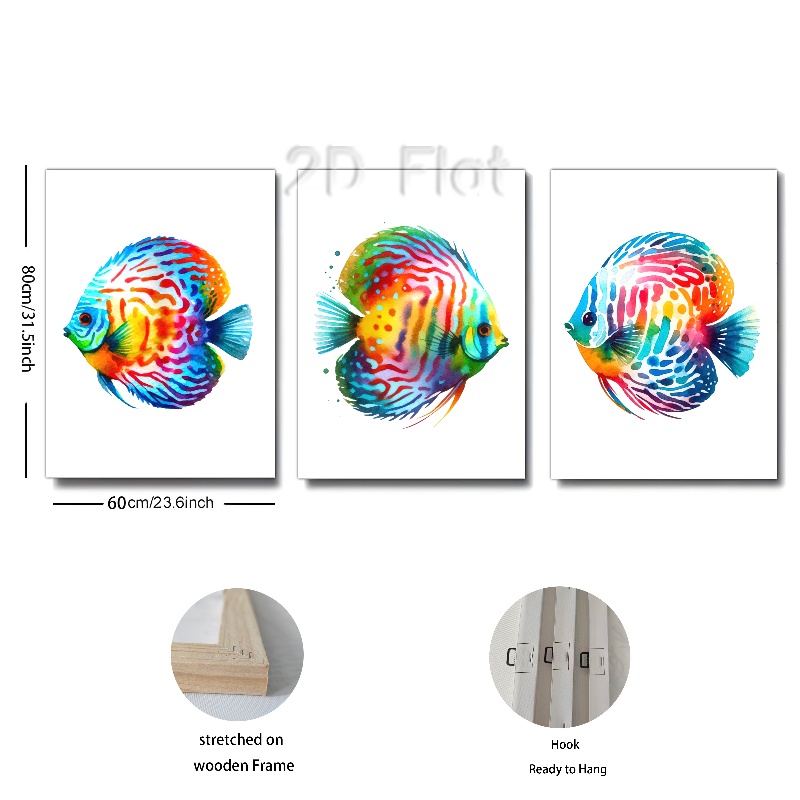 2D Flat
80cm/31.5inch
60cm/23.6inch
stretched on
wooden Frame
Hook
Ready to Hang